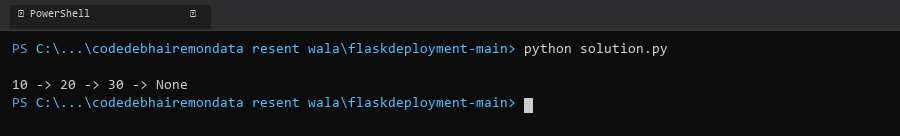 PowerShell
PS C:\...\codedebhairemondata resent wala\flaskdeployment-main> python solution.py
10 -> 20 -> 30 -> None
PS C:\...\codedebhairemondata resent wala\flaskdeployment-main>